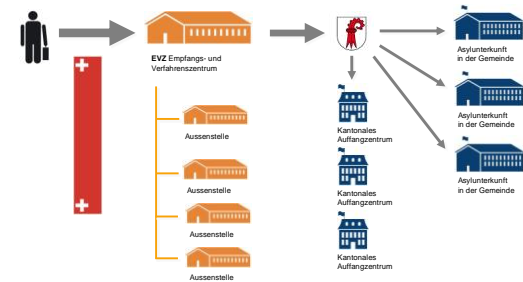 EVZ Empfangs- und
Verfahrenszentrum
Aussenstelle
Aussenstelle
Aussenstelle
Aussenstelle
Kantonales
Auffangzentrum
Kantonales
Auffangzentrum
Kantonales
Auffangzentrum
Asylunterkunft
in der Gemeinde
Asylunterkunft
in der Gemeinde
Asylunterkunft
in der Gemeinde